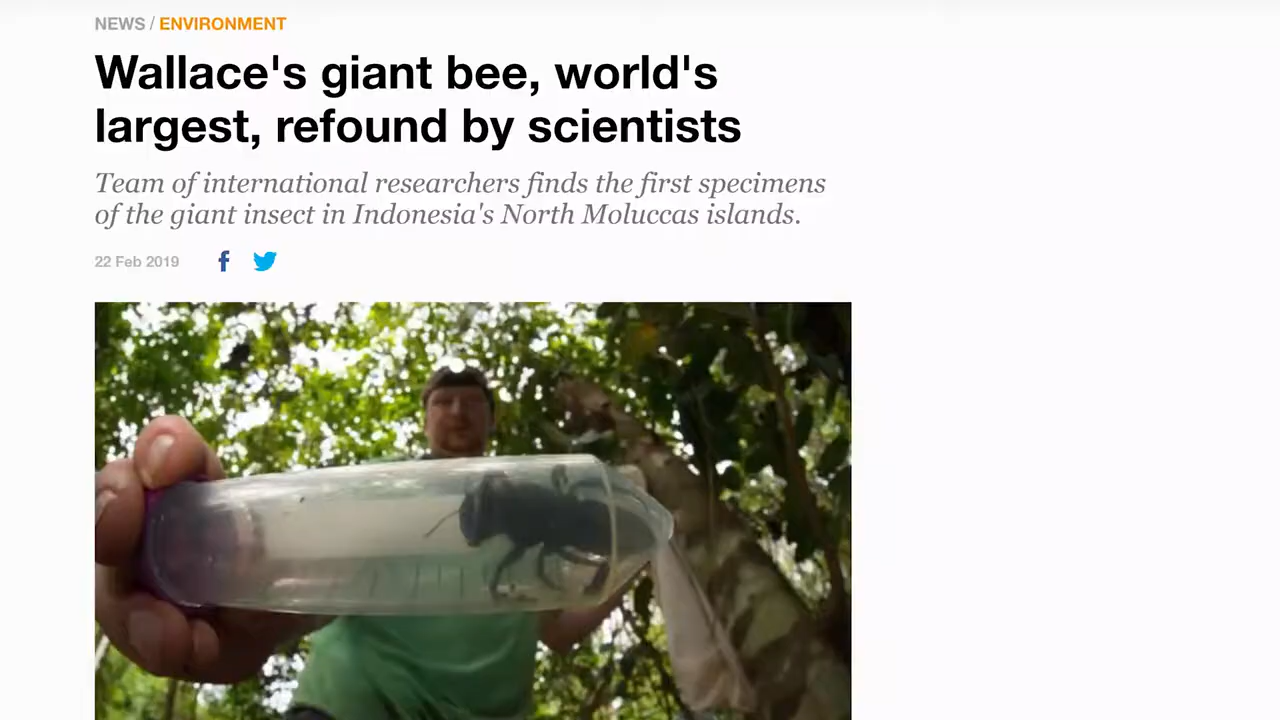 NEWS / ENVIRONMENT
Wallace's giant bee, world's
largest, refound by scientists
Team of international researchers finds the first specimens
of the giant insect in Indonesia's North Moluccas islands.
22 Feb 2019